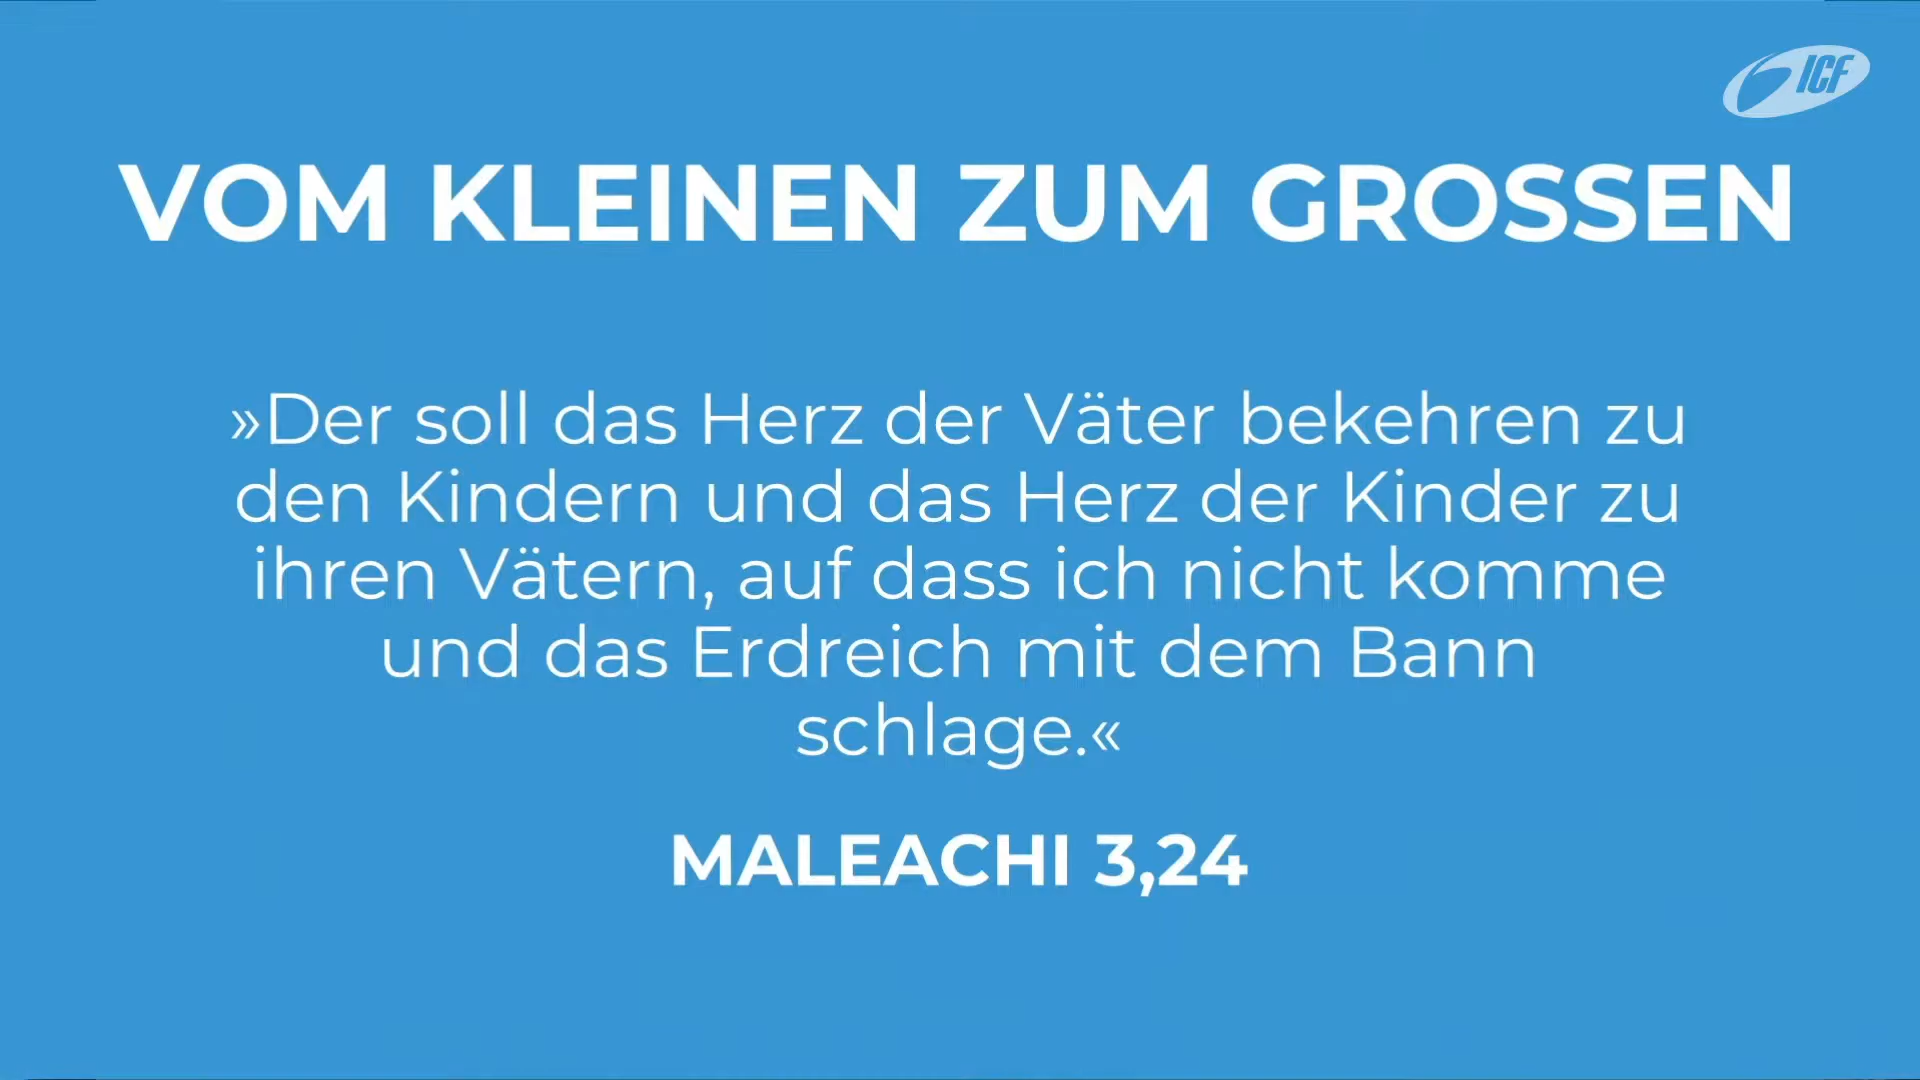 ICF
VOM KLEINEN ZUM GROSSEN
»Der soll das Herz der Väter bekehren zu
den Kindern und das Herz der Kinder zu
ihren Vätern, auf dass ich nicht komme
und das Erdreich mit dem Bann
schlage.«
MALEACHI 3,24